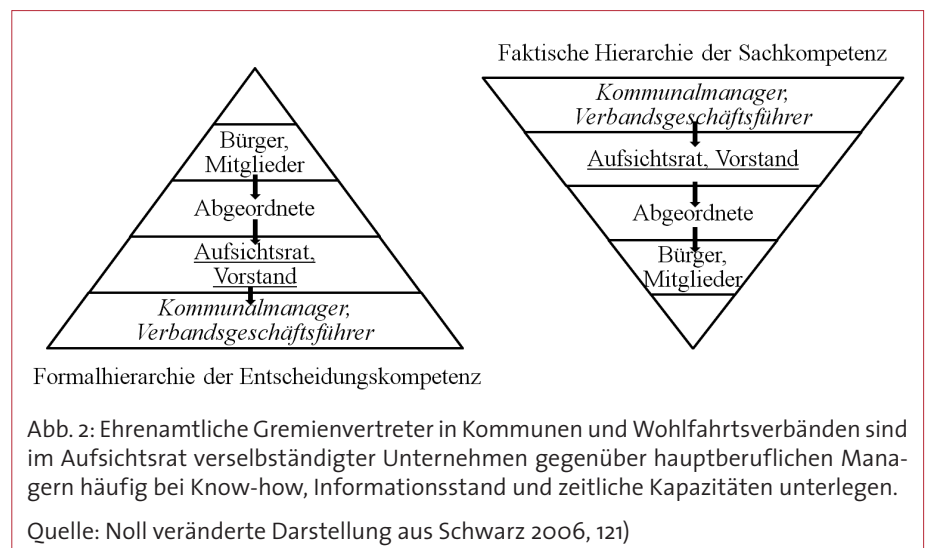 Faktische Hierarchie der Sachkompetenz
Bürger,
Mitglieder
Abgeordnete
Aufsichtsrat,
Vorstand
Kommunalmanager,
Verbandsgeschäftsführer
Formalhierarchie der Entscheidungskompetenz
Kommunalmanager,
Verbandsgeschäftsführer
Aufsichtsrat, Vorstand
Abgeordnete
Bürger,
Mitglieder
Abb. 2: Ehrenamtliche Gremienvertreter in Kommunen und Wohlfahrtsverbänden sind
im Aufsichtsrat verselbständigter Unternehmen gegenüber hauptberuflichen Mana-
gern häufig bei Know-how, Informationsstand und zeitliche Kapazitäten unterlegen.
Quelle: Noll veränderte Darstellung aus Schwarz 2006, 121)